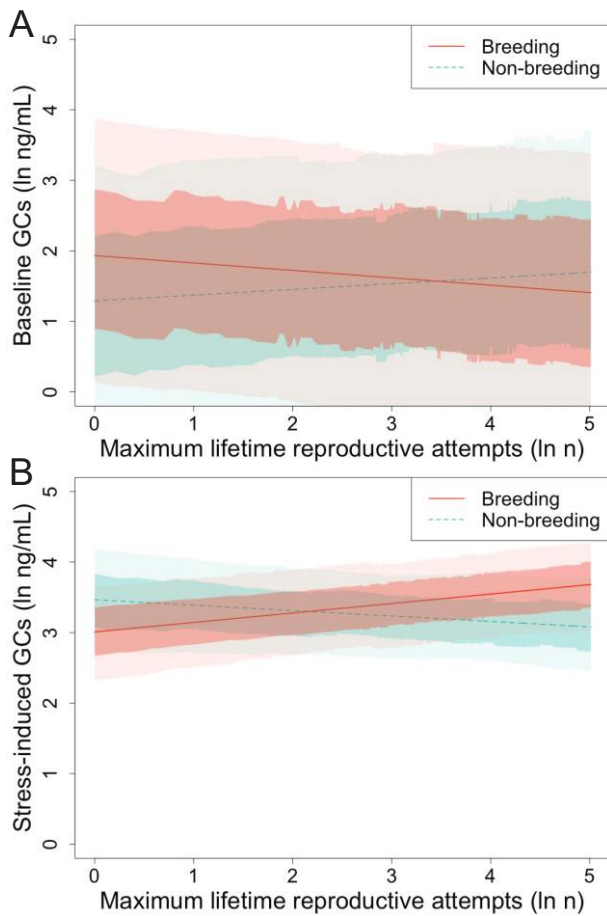 A
Baseline GCs (ln ng/mL)
5
4
3
2
1
0
Breeding
Non-breeding
0 1 2 3 4 5
Maximum lifetime reproductive attempts (ln n)
B
Stress-induced GCs (ln ng/mL)
5
4
3
2
1
0
Breeding
Non-breeding
0 1 2 3 4 5
Maximum lifetime reproductive attempts (ln n)